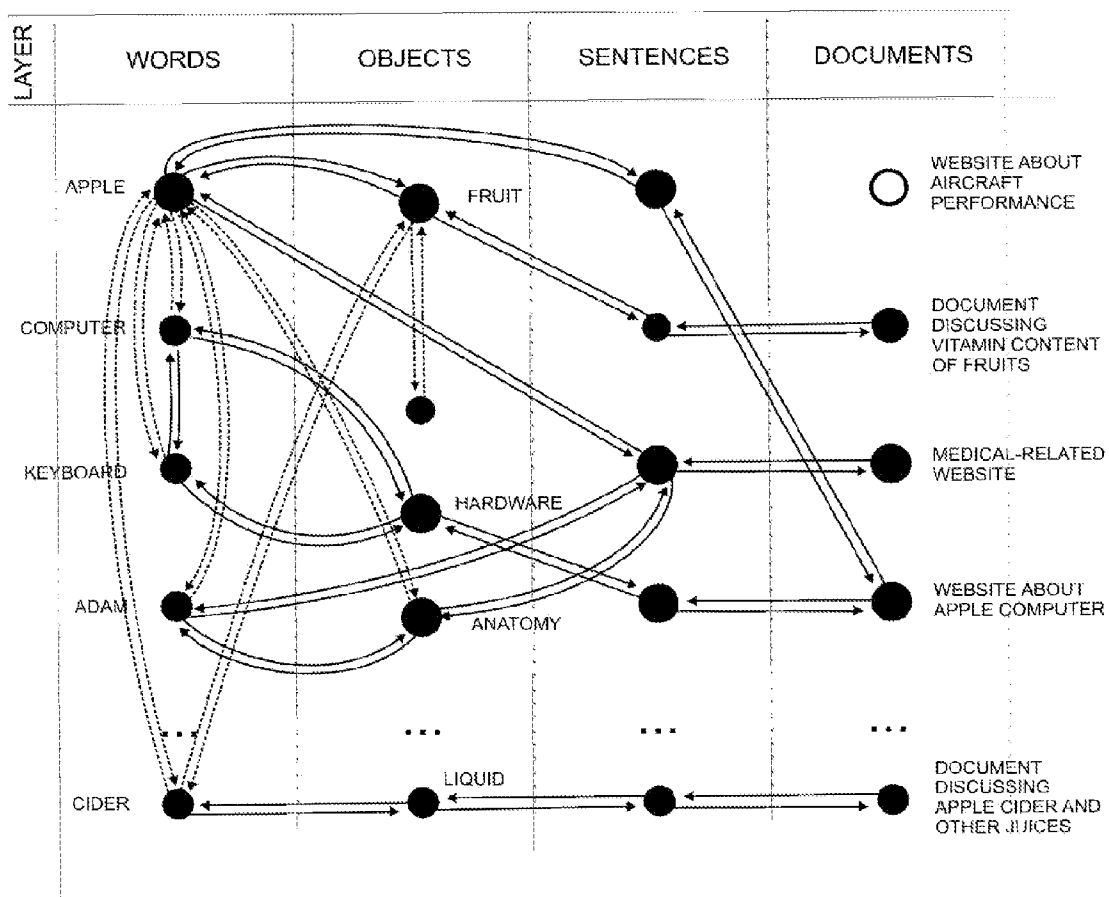 LAYER
WORDS
OBJECTS
SENTENCES
DOCUMENTS
APPLE
FRUIT
WEBSITE ABOUT
AIRCRAFT
PERFORMANCE
COMPUTER
DOCUMENT
DISCUSSING
VITAMIN CONTENT
OF FRUITS
KEYBOARD
HARDWARE
MEDICAL-RELATED
WEBSITE
ADAM
ANATOMY
WEBSITE ABOUT
APPLE COMPUTER
... ... ... ...
CIDER
LIQUID
DOCUMENT
DISCUSSING
APPLE CIDER AND
OTHER JUICES